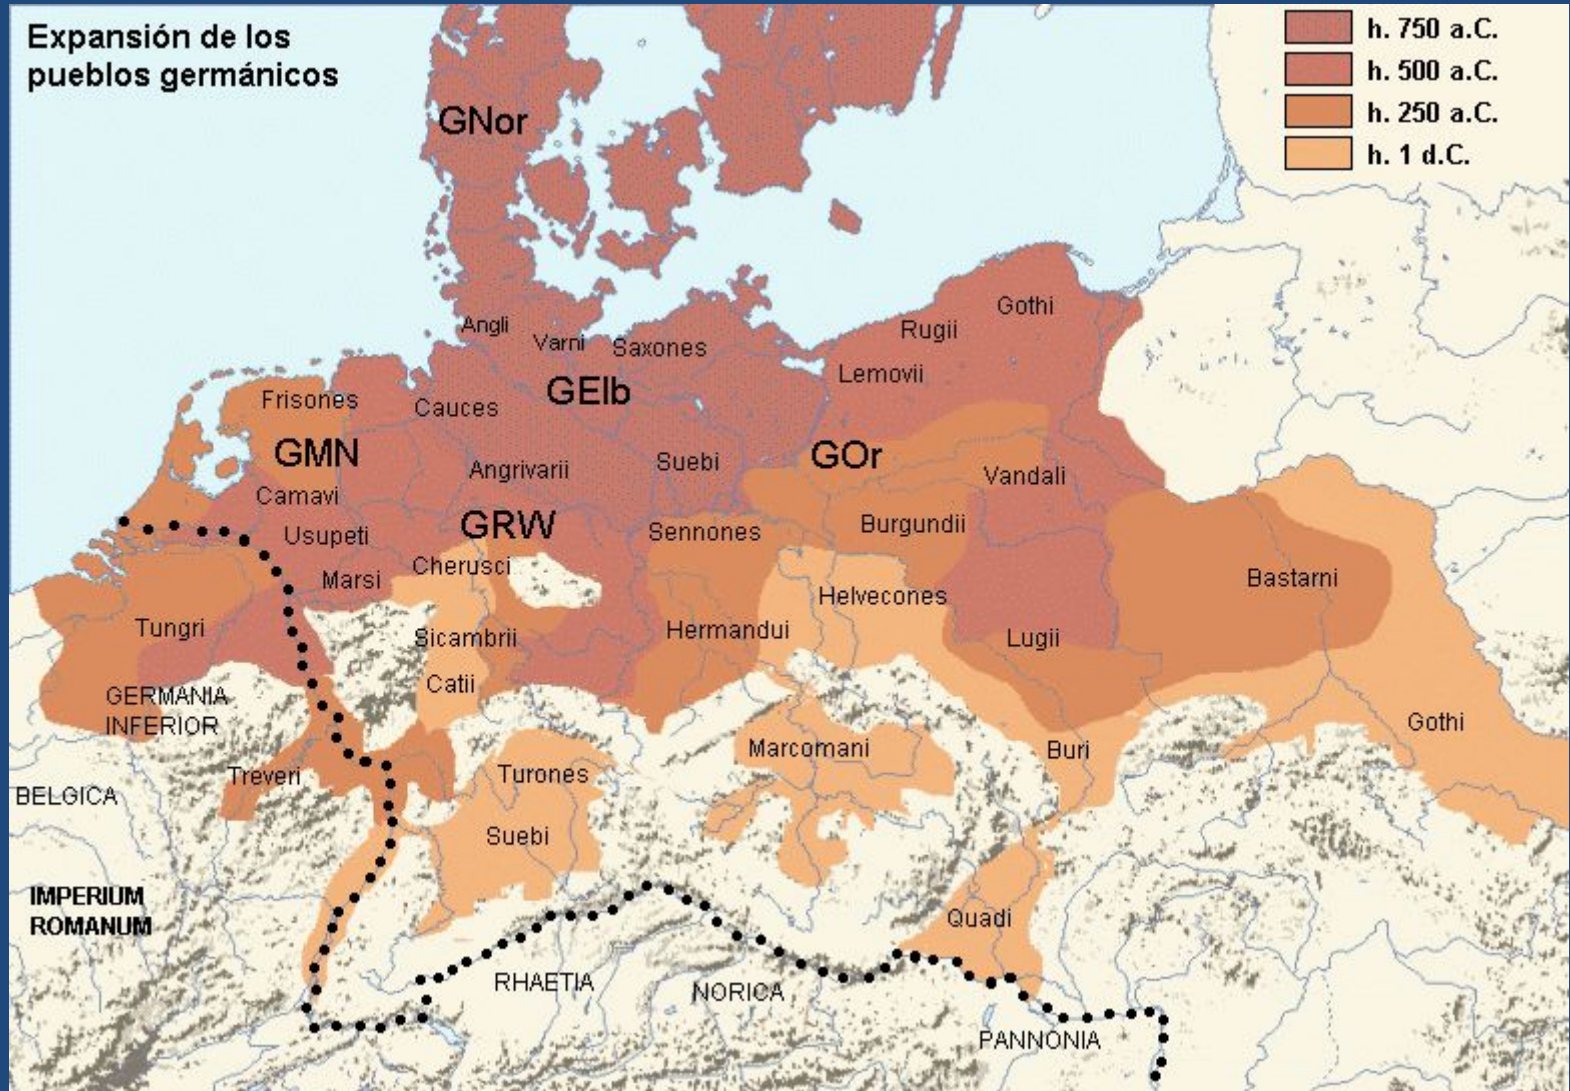 Expansión de los
pueblos germánicos
h. 750 a.C.
h. 500 a.C.
h. 250 a.C.
h. 1 d.C.
GNor
Gothi
Angli
Rugii
Varni
Saxones
Lemovii
GElb
Frisones
Cauces
GMN
GOr
Suebi
Angrivarii
Vandali
Camavi
GRW
Burgundii
Usupeti
Sennones
Cherusci
Marsi
Bastarni
Helvecones
Tungri
Hermandui
Sicambrii
Lugii
Catii
GERMANIA
INFERIOR
Gothi
Marcomani
Buri
Turones
Treveri
BELGICA
Suebi
IMPERIUM
ROMANUM
Quadi
RHAETIA
NORICA
PANNONIA